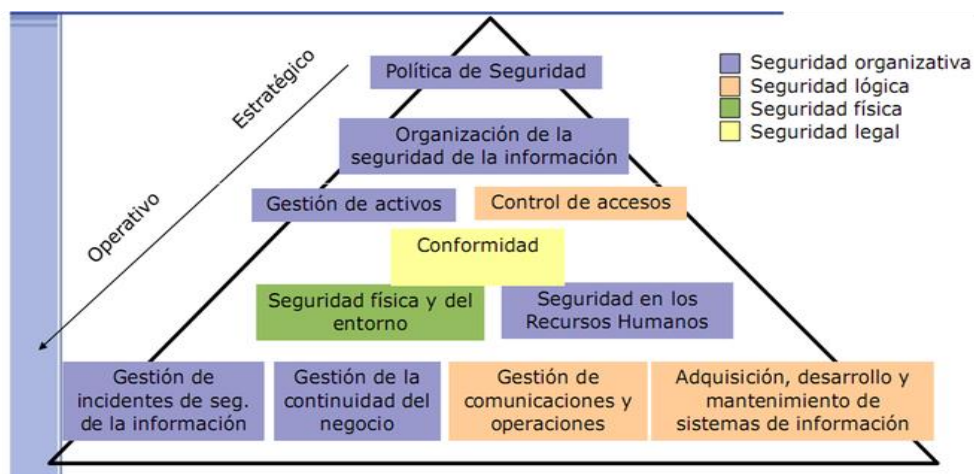 Política de Seguridad
Seguridad organizativa
Seguridad lógica
Seguridad física
Seguridad legal
Estratégico
Operativo
Organización de la
seguridad de la información
Gestión de activos
Control de accesos
Conformidad
Seguridad física y del
entorno
Seguridad en los
Recursos Humanos
Gestión de
incidentes de seg.
de la información
Gestión de la
continuidad del
negocio
Gestión de
comunicaciones y
operaciones
Adquisición, desarrollo y
mantenimiento de
sistemas de información